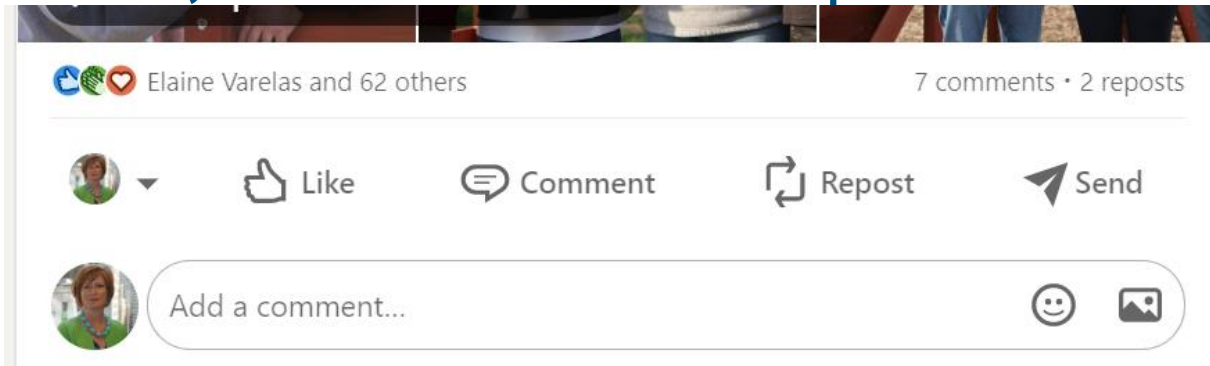 Elaine Varelas and 62 others 7 comments • 2 reposts
Like Comment Repost Send
Add a comment...